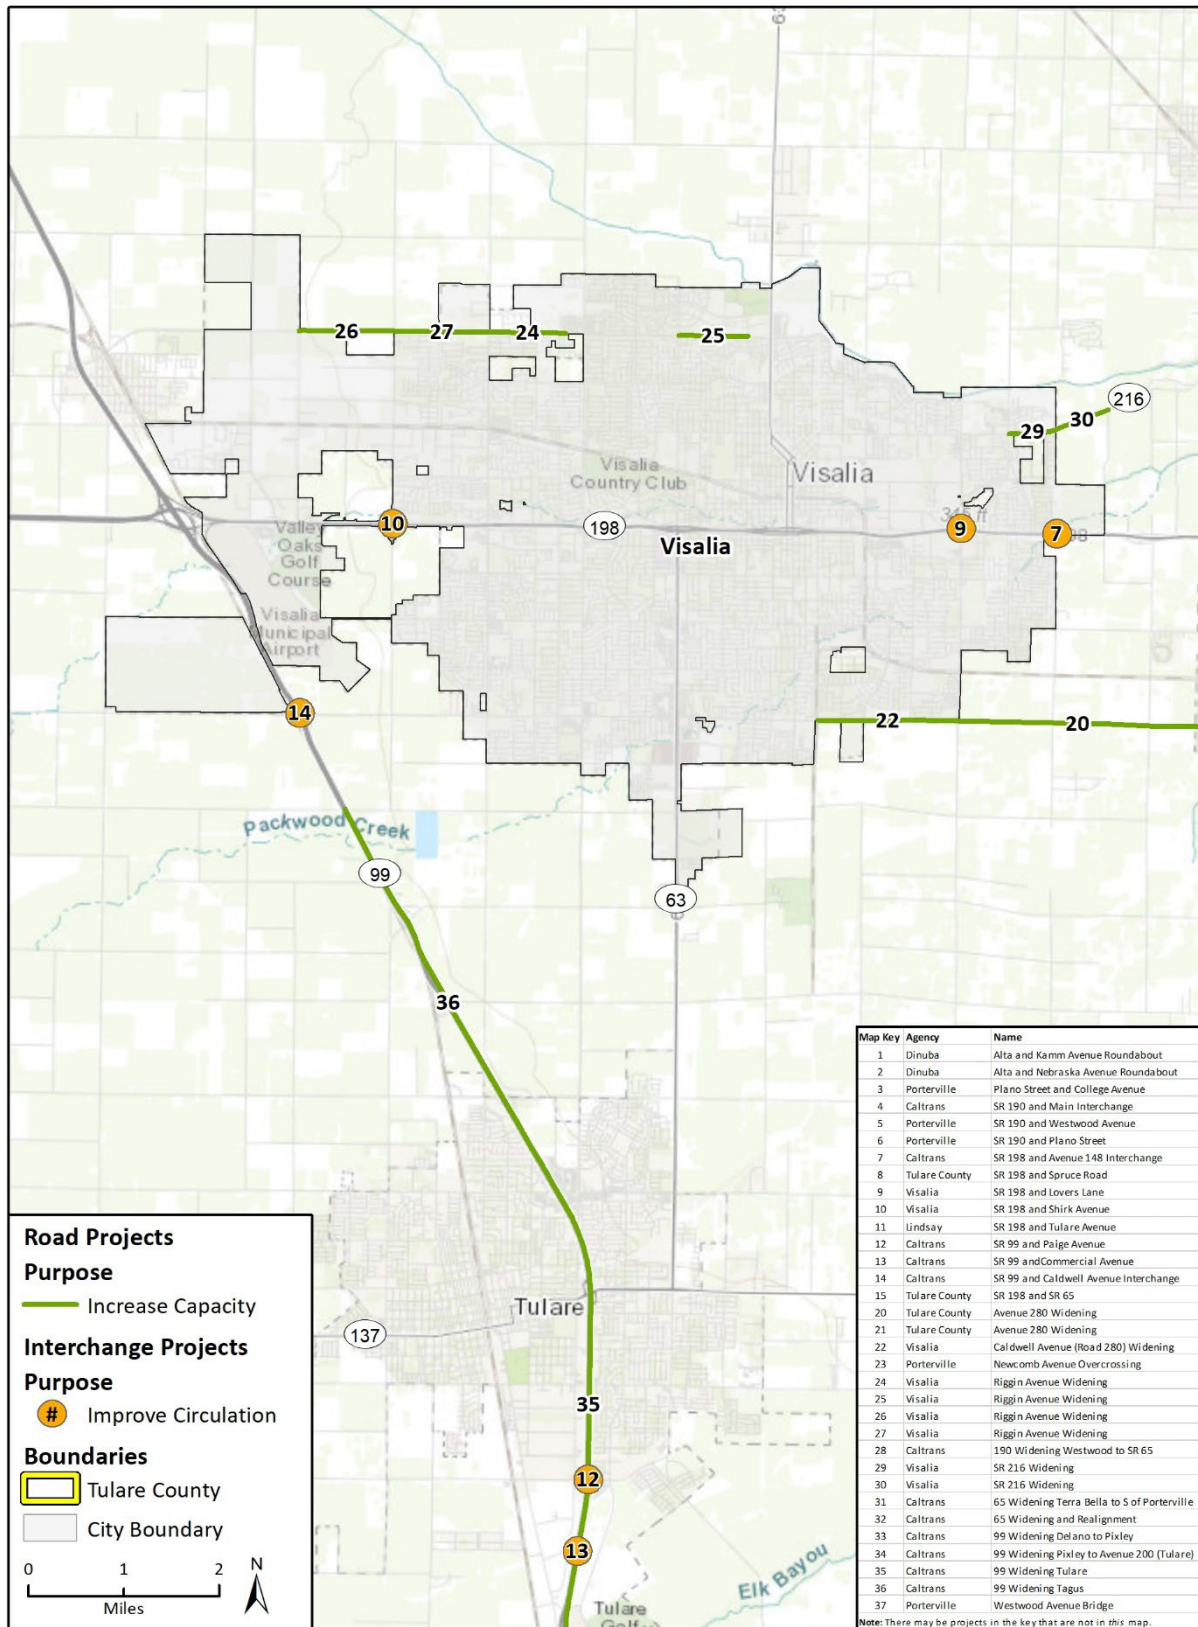 63
26
27
24
25
216
30
29
Visalia
Country Club
Visalia
346 ft
10
198
9
7
Visalia
Valley
Oaks
Golf
Course
Visalia
Municipal
Airport
14
22
20
Packwood Creek
99
63
36
Tulare
137
35
12
13
Elk Bayou
Tulare
Golf
Road Projects
Purpose
Increase Capacity
Interchange Projects
Purpose
# Improve Circulation
Boundaries
Tulare County
City Boundary
0 1 2
Miles
N
Map Key Agency Name
1 Dinuba Alta and Kamm Avenue Roundabout
2 Dinuba Alta and Nebraska Avenue Roundabout
3 Porterville Plano Street and College Avenue
4 Caltrans SR 190 and Main Interchange
5 Porterville SR 190 and Westwood Avenue
6 Porterville SR 190 and Plano Street
7 Caltrans SR 198 and Avenue 148 Interchange
8 Tulare County SR 198 and Spruce Road
9 Visalia SR 198 and Lovers Lane
10 Visalia SR 198 and Shirk Avenue
11 Lindsay SR 198 and Tulare Avenue
12 Caltrans SR 99 and Paige Avenue
13 Caltrans SR 99 andCommercial Avenue
14 Caltrans SR 99 and Caldwell Avenue Interchange
15 Tulare County SR 198 and SR 65
20 Tulare County Avenue 280 Widening
21 Tulare County Avenue 280 Widening
22 Visalia Caldwell Avenue (Road 280) Widening
23 Porterville Newcomb Avenue Overcrossing
24 Visalia Riggin Avenue Widening
25 Visalia Riggin Avenue Widening
26 Visalia Riggin Avenue Widening
27 Visalia Riggin Avenue Widening
28 Caltrans 190 Widening Westwood to SR 65
29 Visalia SR 216 Widening
30 Visalia SR 216 Widening
31 Caltrans 65 Widening Terra Bella to S of Porterville
32 Caltrans 65 Widening and Realignment
33 Caltrans 99 Widening Delano to Pixley
34 Caltrans 99 Widening Pixley to Avenue 200 (Tulare)
35 Caltrans 99 Widening Tulare
36 Caltrans 99 Widening Tagus
37 Porterville Westwood Avenue Bridge
Note: There may be projects in the key that are not in this map.